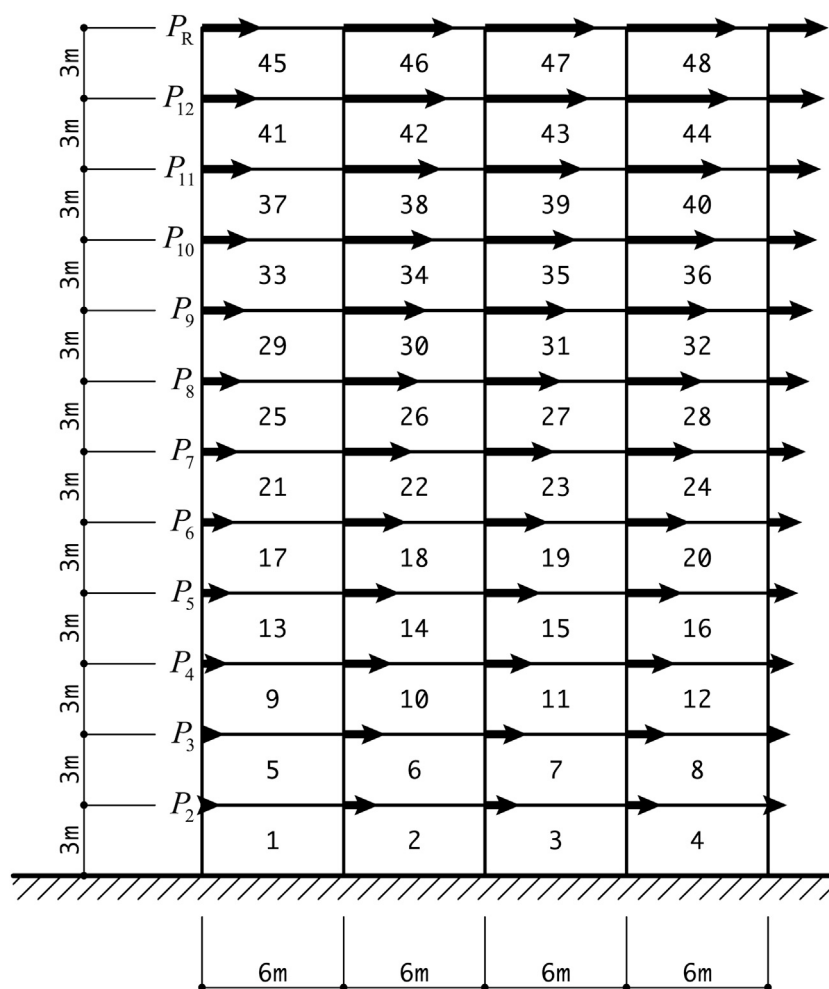 P_R
3m 45 46 47 48
P_12
3m 41 42 43 44
P_11
3m 37 38 39 40
P_10
3m 33 34 35 36
P_9
3m 29 30 31 32
P_8
3m 25 26 27 28
P_7
3m 21 22 23 24
P_6
3m 17 18 19 20
P_5
3m 13 14 15 16
P_4
3m 9 10 11 12
P_3
3m 5 6 7 8
P_2
3m 1 2 3 4
6m 6m 6m 6m